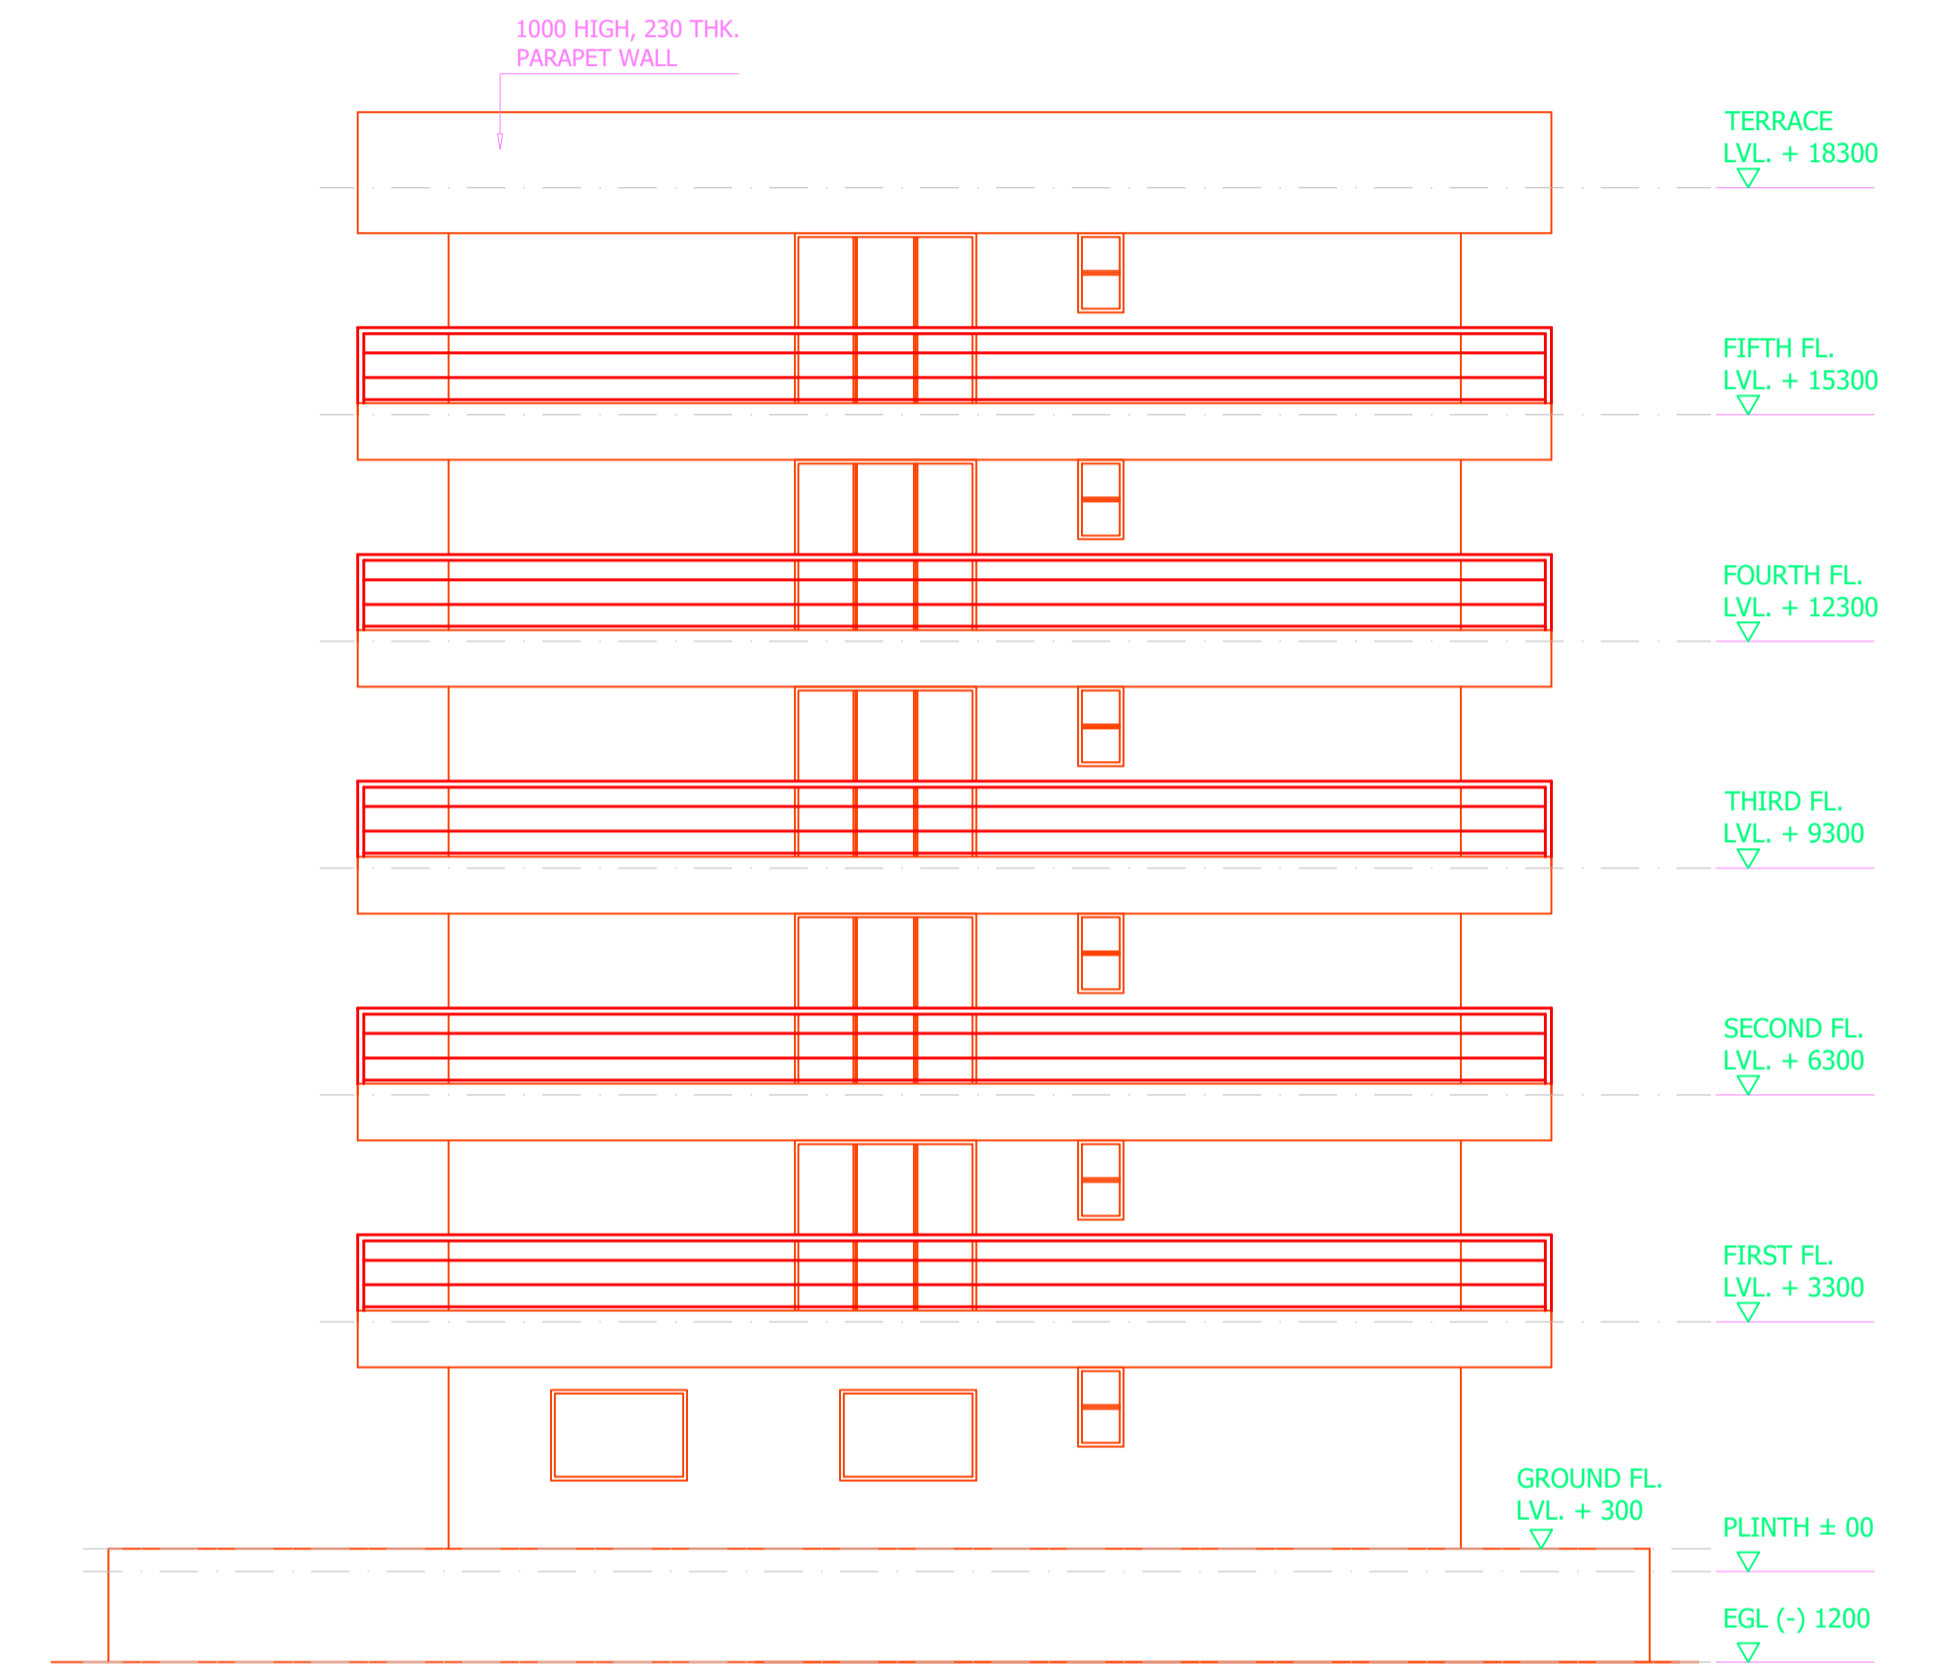 1000 HIGH, 230 THK.
PARAPET WALL
TERRACE
LVL. + 18300
FIFTH FL.
LVL. + 15300
FOURTH FL.
LVL. + 12300
THIRD FL.
LVL. + 9300
SECOND FL.
LVL. + 6300
FIRST FL.
LVL. + 3300
GROUND FL.
LVL. + 300
PLINTH ± 00
EGL (-) 1200